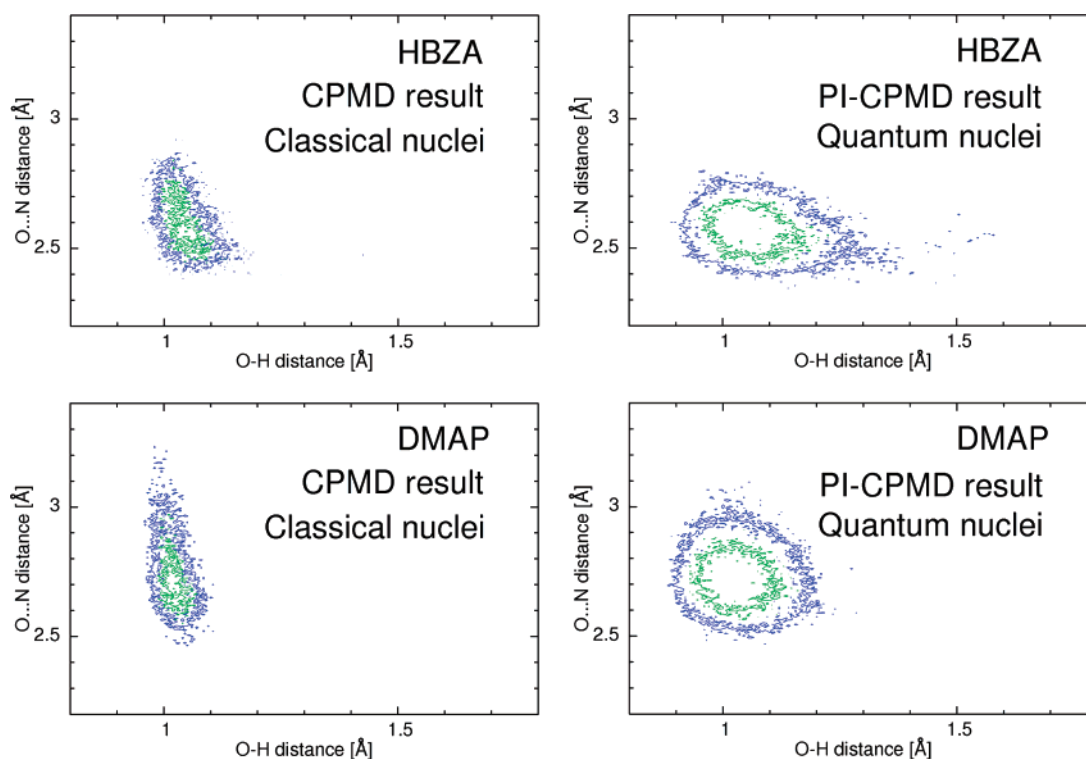 HBZA
CPMD result
Classical nuclei
O...N distance [Å]
3
2.5
1
1.5
O-H distance [Å]
HBZA
PI-CPMD result
Quantum nuclei
O...N distance [Å]
3
2.5
1
1.5
O-H distance [Å]
DMAP
CPMD result
Classical nuclei
O...N distance [Å]
3
2.5
1
1.5
O-H distance [Å]
DMAP
PI-CPMD result
Quantum nuclei
O...N distance [Å]
3
2.5
1
1.5
O-H distance [Å]